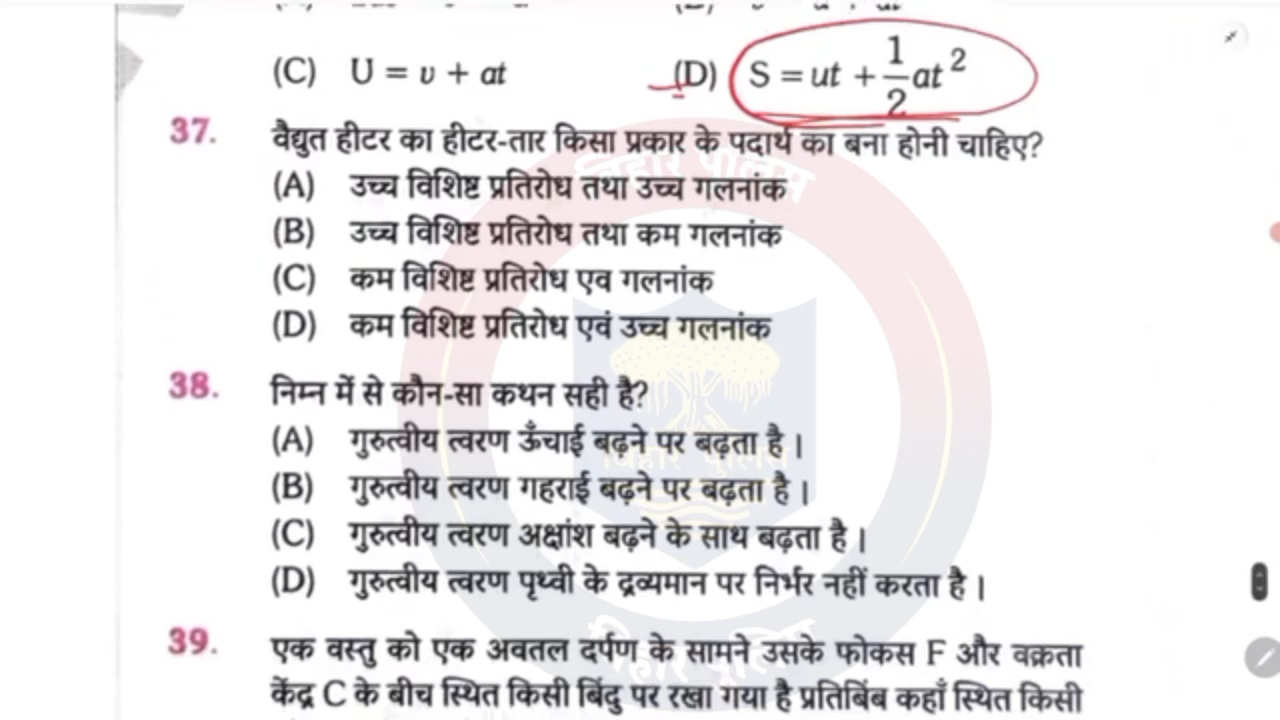 (C) U = v + at (D) S = ut + 1/2 at²
37. वैद्युत हीटर का हीटर-तार किसा प्रकार के पदार्थ का बना होनी चाहिए?
(A) उच्च विशिष्ट प्रतिरोध तथा उच्च गलनांक
(B) उच्च विशिष्ट प्रतिरोध तथा कम गलनांक
(C) कम विशिष्ट प्रतिरोध एव गलनांक
(D) कम विशिष्ट प्रतिरोध एवं उच्च गलनांक
38. निम्न में से कौन-सा कथन सही है?
(A) गुरुत्वीय त्वरण ऊँचाई बढ़ने पर बढ़ता है।
(B) गुरुत्वीय त्वरण गहराई बढ़ने पर बढ़ता है।
(C) गुरुत्वीय त्वरण अक्षांश बढ़ने के साथ बढ़ता है।
(D) गुरुत्वीय त्वरण पृथ्वी के द्रव्यमान पर निर्भर नहीं करता है।
39. एक वस्तु को एक अवतल दर्पण के सामने उसके फोकस F और वक्रता
केंद्र C के बीच स्थित किसी बिंदु पर रखा गया है प्रतिबिंब कहाँ स्थित किसी
बिहार पुलिस
बिहार पुलिस
बिहार पुलिस